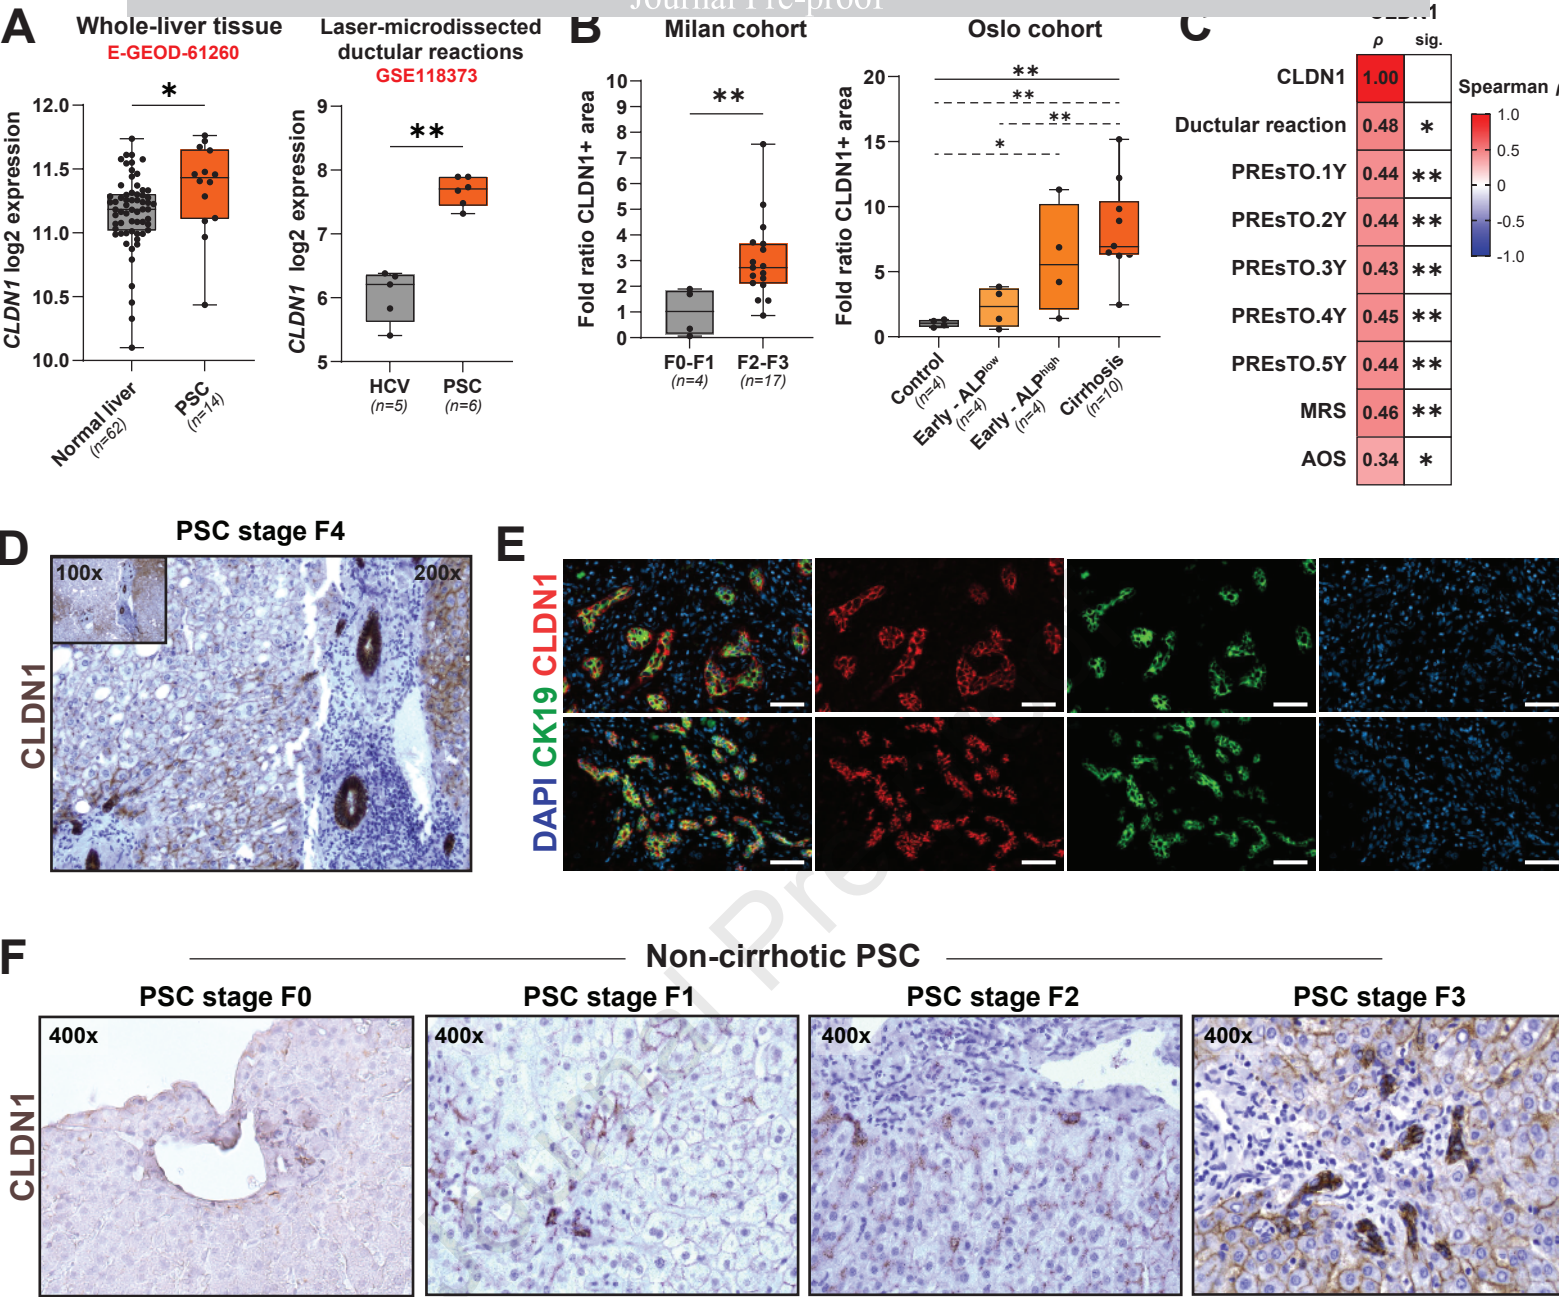 Journal Pre-proof
A
Whole-liver tissue
E-GEOD-61260
CLDN1 log2 expression
12.0
11.5
11.0
10.5
10.0
*
Normal liver
(n=62)
PSC
(n=14)
Laser-microdissected
ductular reactions
GSE118373
CLDN1 log2 expression
9
8
7
6
5
**
HCV
(n=5)
PSC
(n=6)
B
Milan cohort
Fold ratio CLDN1+ area
10
9
8
7
6
5
4
3
2
1
0
**
F0-F1
(n=4)
F2-F3
(n=17)
Oslo cohort
Fold ratio CLDN1+ area
20
15
10
5
0
**
**
**
*
Control
(n=4)
Early - ALPlow
(n=4)
Early - ALPhigh
(n=4)
Cirrhosis
(n=10)
C
CLDN1
ρ sig.
CLDN1 1.00
Ductular reaction 0.48 *
PREsTO.1Y 0.44 **
PREsTO.2Y 0.44 **
PREsTO.3Y 0.43 **
PREsTO.4Y 0.45 **
PREsTO.5Y 0.44 **
MRS 0.46 **
AOS 0.34 *
Spearman
1.0
0.5
0
-0.5
-1.0
D
PSC stage F4
100x
200x
CLDN1
E
DAPI CK19 CLDN1
F
Non-cirrhotic PSC
PSC stage F0
PSC stage F1
PSC stage F2
PSC stage F3
400x
400x
400x
400x
CLDN1